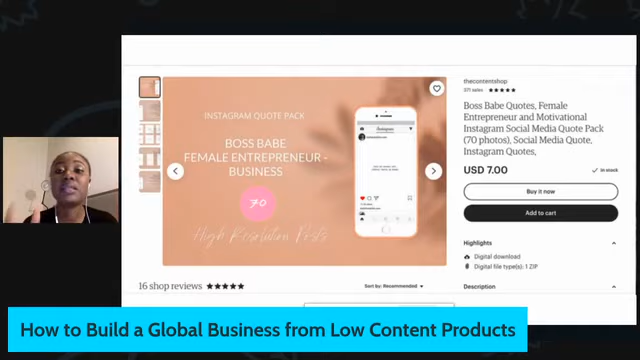 INSTAGRAM QUOTE PACK
BOSS BABE
FEMALE ENTREPRENEUR -
BUSINESS
70
High Resolution Posts
Instagram
thecontentshop
371 sales
Boss Babe Quotes, Female
Entrepreneur and Motivational
Instagram Social Media Quote Pack
(70 photos), Social Media Quote,
Instagram Quotes,
USD 7.00
In stock
Buy it now
Add to cart
Highlights
Digital download
Digital file type(s): 1 ZIP
Description
16 shop reviews
Sort by: Recommended
How to Build a Global Business from Low Content Products